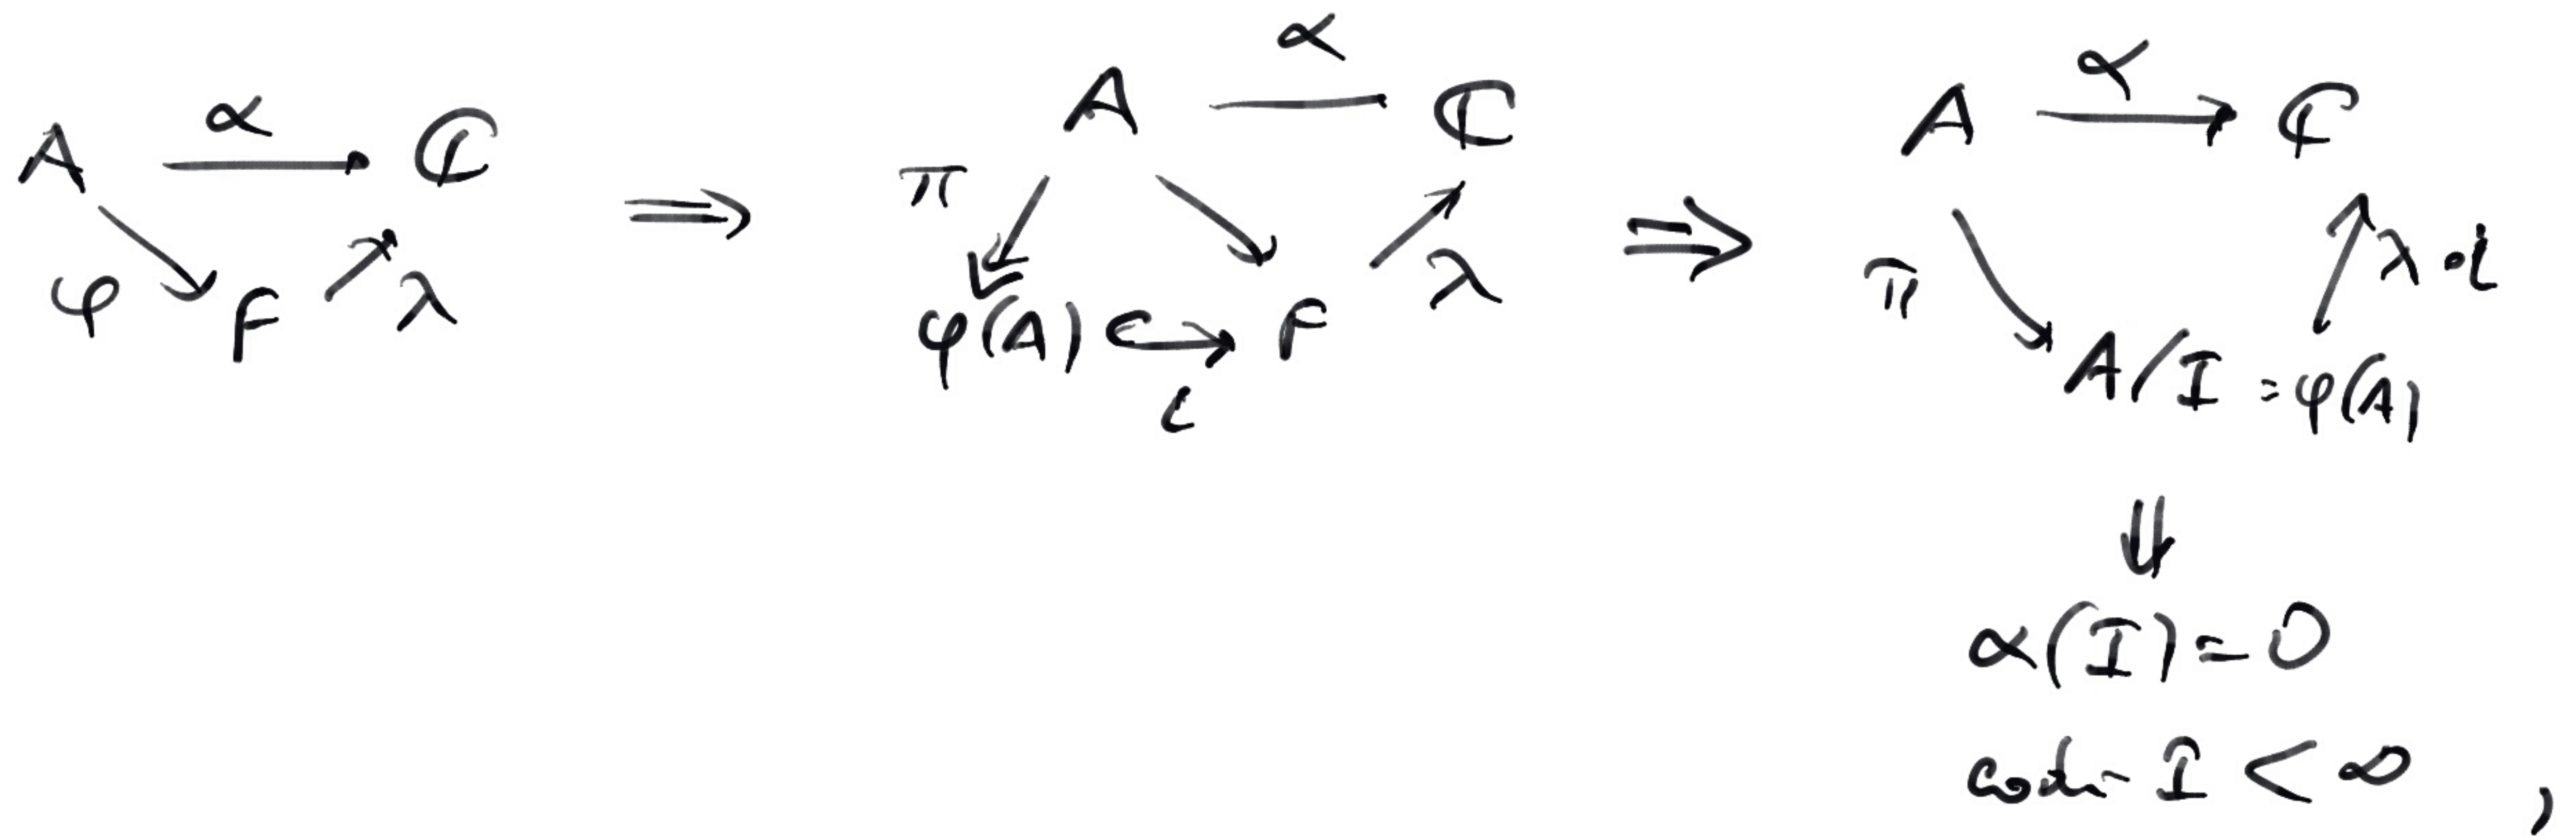 α α α
A → ℂ ⇒ A — ℂ ⇒ A → ℂ
φ F λ π λ π λ∘ι
φ(A) ↪ F A/I = φ(A)
ι
⇓
α(I) = 0
codim I < ∞ ,